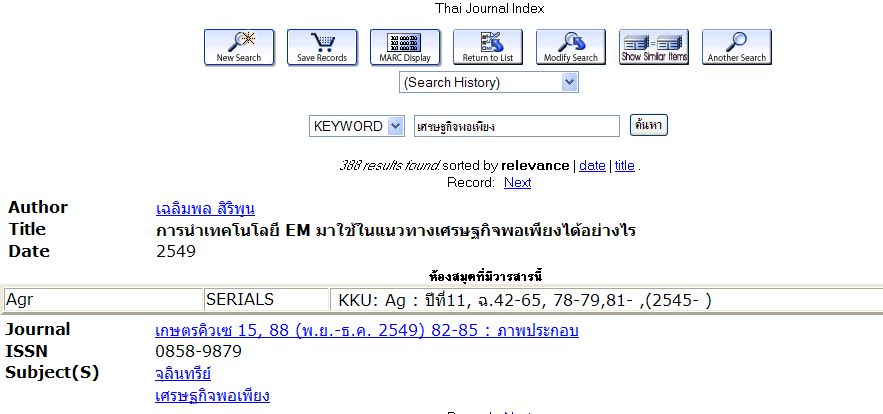 Thai Journal Index
New Search Save Records MARC Display Return to List Modify Search Show Similar Items Another Search
(Search History)
KEYWORD เศรษฐกิจพอเพียง ค้นหา
388 results found. sorted by relevance | date | title .
Record: Next
Author เฉลิมพล สิริพูน
Title การนำเทคโนโลยี EM มาใช้ในแนวทางเศรษฐกิจพอเพียงได้อย่างไร
Date 2549
ห้องสมุดที่มีวารสารนี้
Agr SERIALS KKU: Ag : ปีที่11, ฉ.42-65, 78-79,81- ,(2545- )
Journal เกษตรคิวเซ 15, 88 (พ.ย.-ธ.ค. 2549) 82-85 : ภาพประกอบ
ISSN 0858-9879
Subject(S) จุลินทรีย์
เศรษฐกิจพอเพียง